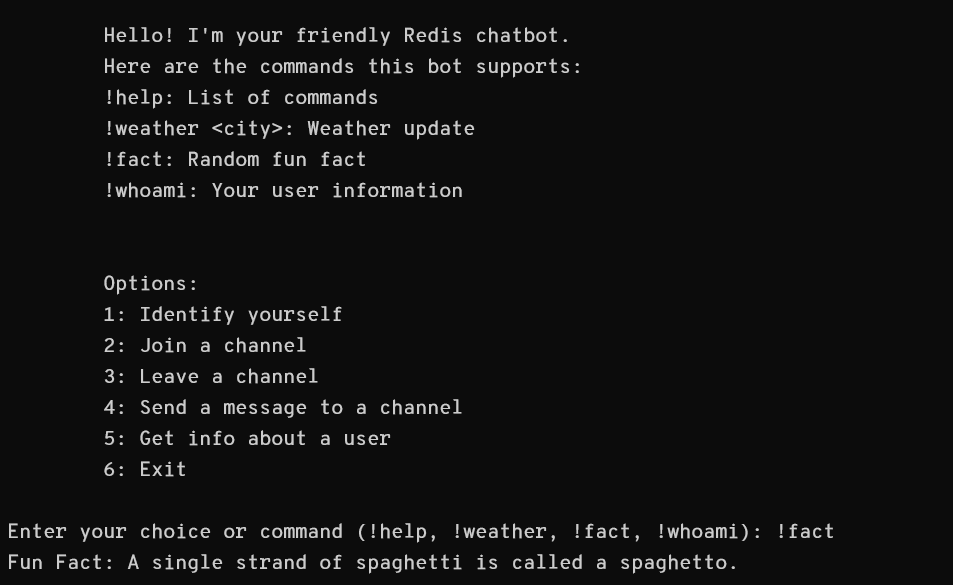 Hello! I'm your friendly Redis chatbot.
Here are the commands this bot supports:
!help: List of commands
!weather <city>: Weather update
!fact: Random fun fact
!whoami: Your user information
Options:
1: Identify yourself
2: Join a channel
3: Leave a channel
4: Send a message to a channel
5: Get info about a user
6: Exit
Enter your choice or command (!help, !weather, !fact, !whoami): !fact
Fun Fact: A single strand of spaghetti is called a spaghetto.